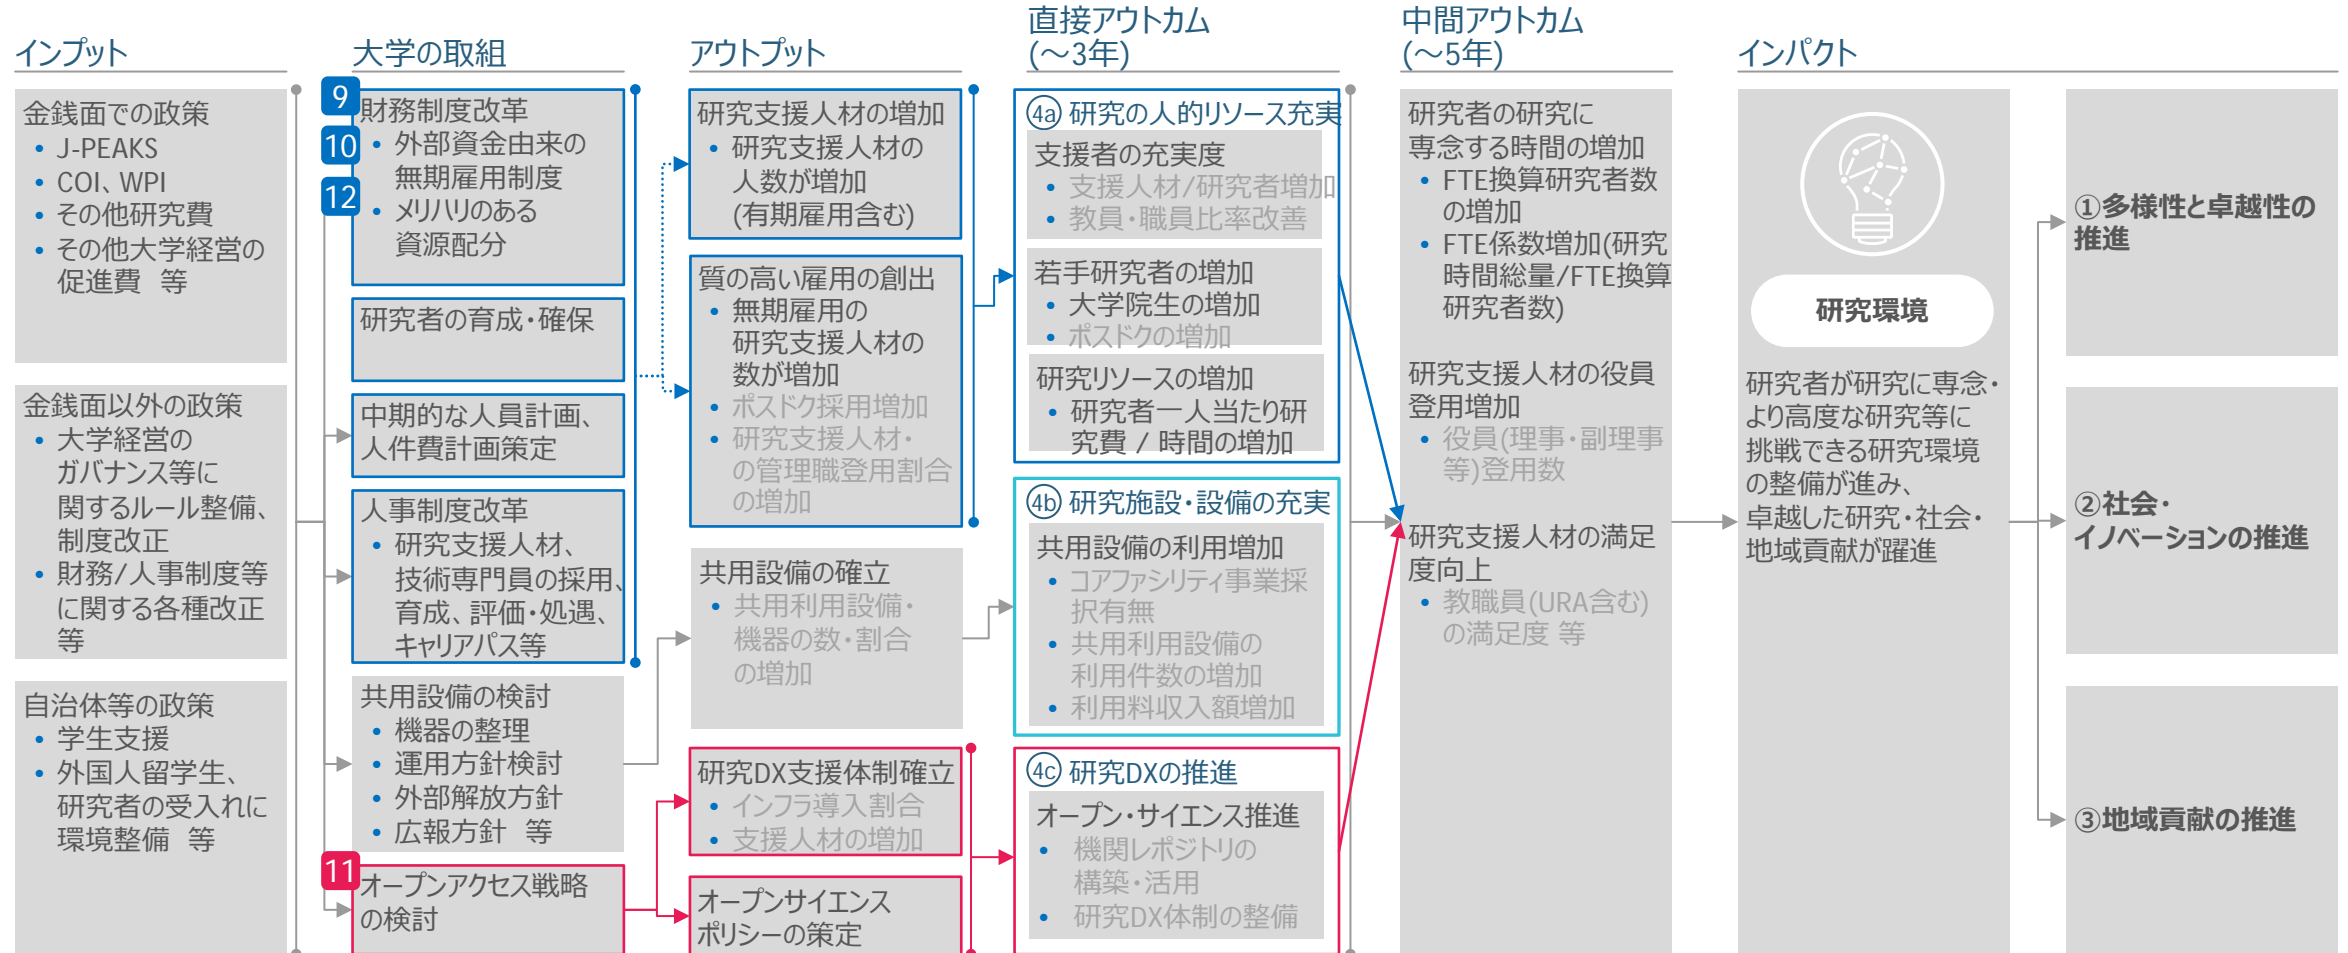 インプット
金銭面での政策
• J-PEAKS
• COI、WPI
• その他研究費
• その他大学経営の
促進費 等
金銭面以外の政策
• 大学経営の
ガバナンス等に
関するルール整備、
制度改正
• 財務/人事制度等
に関する各種改正
等
自治体等の政策
• 学生支援
• 外国人留学生、
研究者の受入れに
環境整備 等
大学の取組
9
10
12
財務制度改革
• 外部資金由来の
無期雇用制度
• メリハリのある
資源配分
研究者の育成・確保
中期的な人員計画、
人件費計画策定
人事制度改革
• 研究支援人材、
技術専門員の採用、
育成、評価・処遇、
キャリアパス等
共用設備の検討
• 機器の整理
• 運用方針検討
• 外部解放方針
• 広報方針 等
11
オープンアクセス戦略
の検討
アウトプット
研究支援人材の増加
• 研究支援人材の
人数が増加
(有期雇用含む)
質の高い雇用の創出
• 無期雇用の
研究支援人材の
数が増加
• ポスドク採用増加
• 研究支援人材・
の管理職登用割合
の増加
共用設備の確立
• 共用利用設備・
機器の数・割合
の増加
研究DX支援体制確立
• インフラ導入割合
• 支援人材の増加
オープンサイエンス
ポリシーの策定
直接アウトカム
(～3年)
4a 研究の人的リソース充実
支援者の充実度
• 支援人材/研究者増加
• 教員・職員比率改善
若手研究者の増加
• 大学院生の増加
• ポスドクの増加
研究リソースの増加
• 研究者一人当たり研
究費 / 時間の増加
4b 研究施設・設備の充実
共用設備の利用増加
• コアファシリティ事業採
択有無
• 共用利用設備の
利用件数の増加
• 利用料収入額増加
4c 研究DXの推進
オープン・サイエンス推進
• 機関レポジトリの
構築・活用
• 研究DX体制の整備
中間アウトカム
(～5年)
研究者の研究に
専念する時間の増加
• FTE換算研究者数
の増加
• FTE係数増加(研究
時間総量/FTE換算
研究者数)
研究支援人材の役員
登用増加
• 役員(理事・副理事
等)登用数
研究支援人材の満足
度向上
• 教職員(URA含む)
の満足度 等
インパクト
研究環境
研究者が研究に専念・
より高度な研究等に
挑戦できる研究環境
の整備が進み、
卓越した研究・社会・
地域貢献が躍進
①多様性と卓越性の
推進
②社会・
イノベーションの推進
③地域貢献の推進